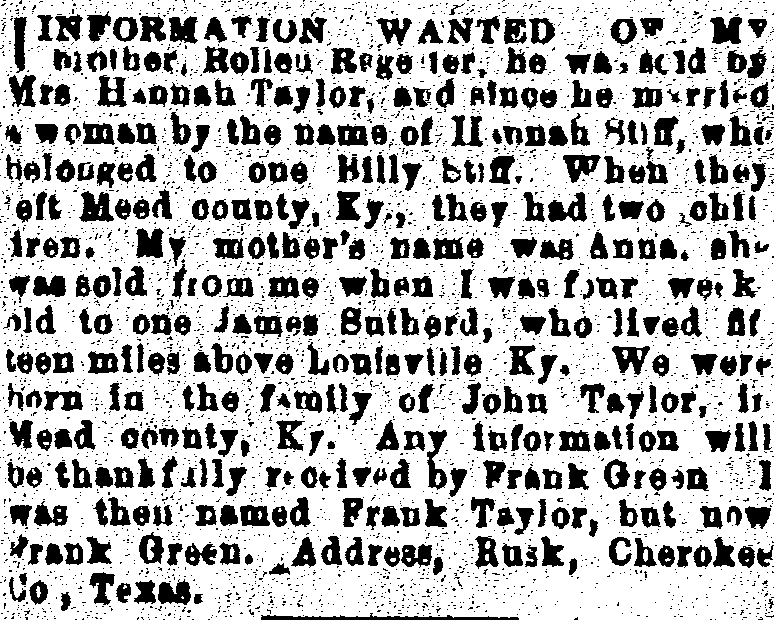 INFORMATION WANTED OF MY
brother, Rollen Regester, he was sold by
Mrs. Hannah Taylor, and since he married
a woman by the name of Hannah Stiff, who
belonged to one Billy Stiff. When they
left Meed county, Ky., they had two chil
dren. My mother's name was Anna. she
was sold from me when I was four week
old to one James Sutherd, who lived fif
teen miles above Louisville Ky. We were
born in the family of John Taylor, in
Mead county, Ky. Any information will
be thankfully received by Frank Green I
was then named Frank Taylor, but now
Frank Green. Address, Rusk, Cherokee
Co, Texas.